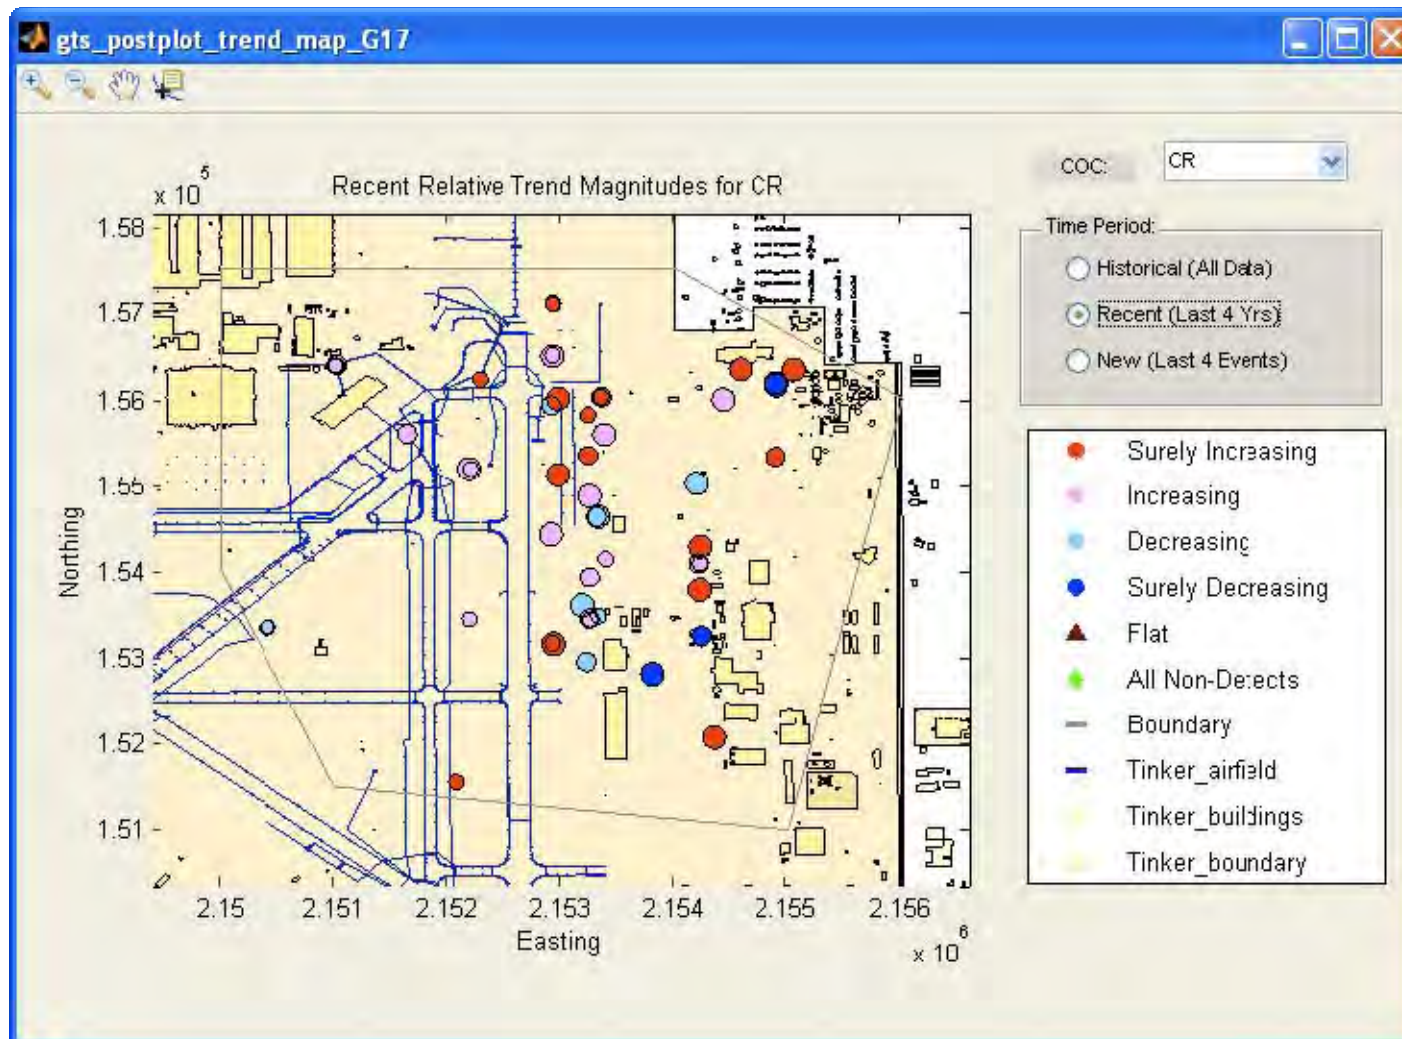 gts_postplot_trend_map_G17
COC:
CR
Time Period:
Historical (All Data)
Recent (Last 4 Yrs)
New (Last 4 Events)
x 10^5
Recent Relative Trend Magnitudes for CR
1.58
1.57
1.56
1.55
1.54
1.53
1.52
1.51
Northing
2.15
2.151
2.152
2.153
2.154
2.155
2.156
Easting
x 10^6
Surely Increasing
Increasing
Decreasing
Surely Decreasing
Flat
All Non-Detects
Boundary
Tinker_airfield
Tinker_buildings
Tinker_boundary